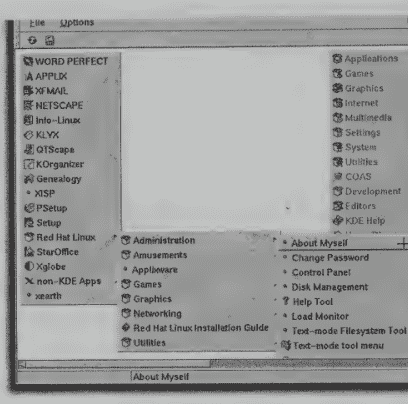 File Options
WORD PERFECT
APPLIX
XFMAIL
NETSCAPE
Info-Linux
KLYX
QTScape
KOrganizer
Genealogy
XISP
PSetup
Setup
Red Hat Linux
StarOffice
Xglobe
non-KDE Apps
xearth
Administration
Amusements
Applixware
Games
Graphics
Networking
Red Hat Linux Installation Guide
Utilities
Applications
Games
Graphics
Internet
Multimedia
Settings
System
Utilities
COAS
Development
Editors
KDE Help
About Myself
Change Password
Control Panel
Disk Management
Help Tool
Load Monitor
Text-mode Filesystem Tool
Text-mode tool menu
About Myself